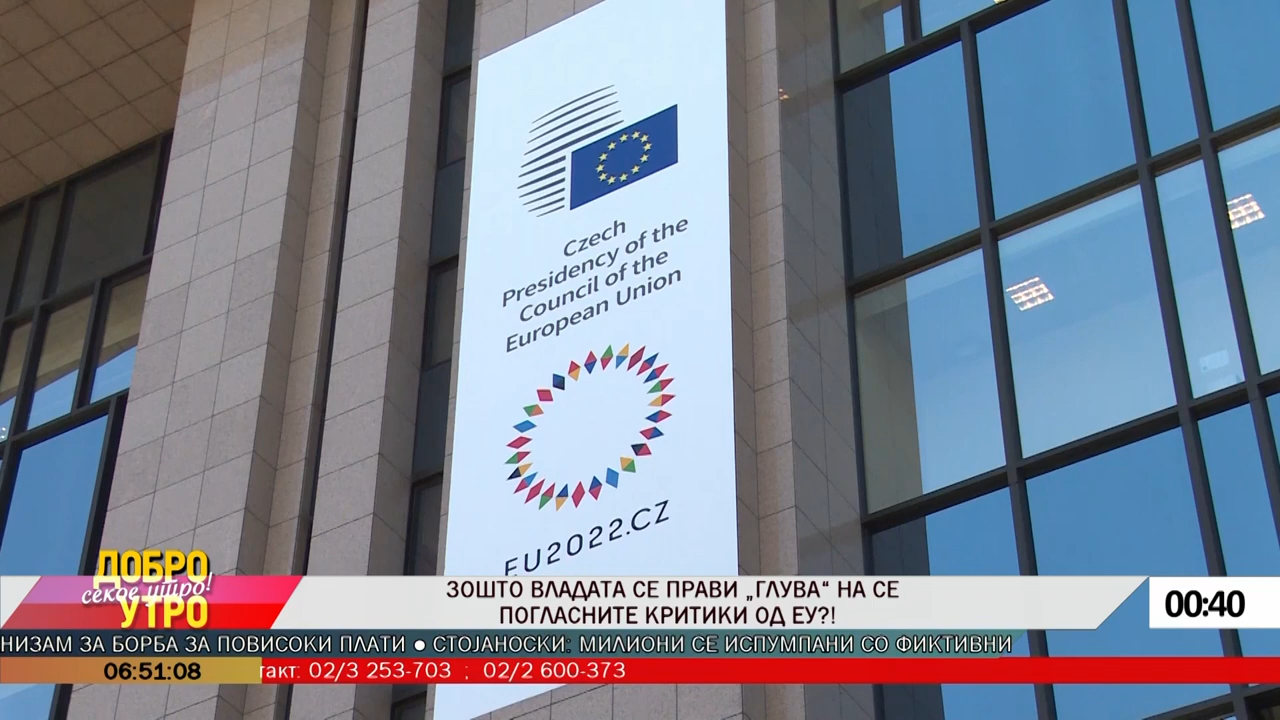 Czech
Presidency of the
Council of the
European Union
EU2022.CZ
ДОБРО
секое утро!
УТРО
ЗОШТО ВЛАДАТА СЕ ПРАВИ „ГЛУВА“ НА СЕ
ПОГЛАСНИТЕ КРИТИКИ ОД ЕУ?!
00:40
НИЗАМ ЗА БОРБА ЗА ПОВИСОКИ ПЛАТИ ● СТОЈАНОСКИ: МИЛИОНИ СЕ ИСПУМПАНИ СО ФИКТИВНИ
06:51:08
такт: 02/3 253-703 ; 02/2 600-373